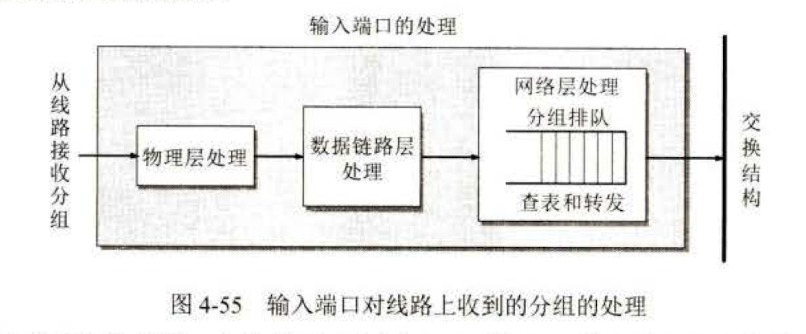 输入端口的处理
从线路接收分组
物理层处理
数据链路层
处理
网络层处理
分组排队
查表和转发
交换结构
图 4-55 输入端口对线路上收到的分组的处理